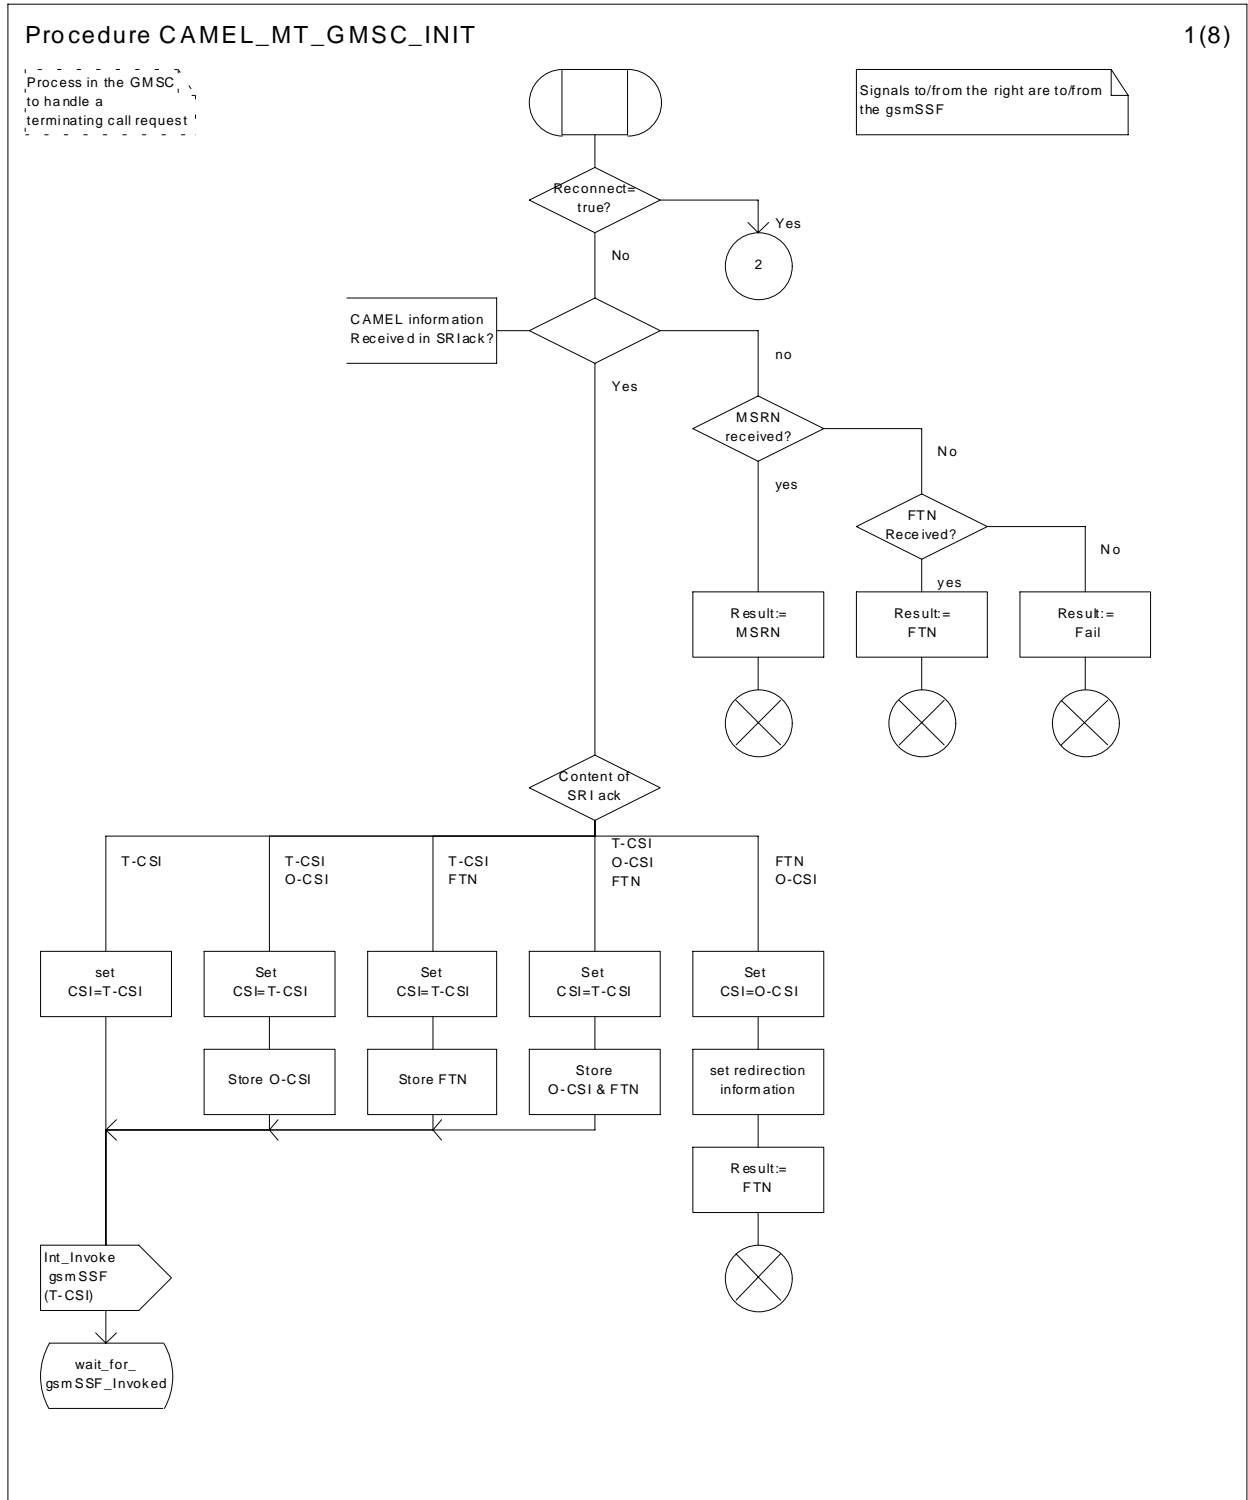 Procedure CAMEL_MT_GMSC_INIT
1(8)
Process in the GMSC
to handle a
terminating call request
Signals to/from the right are to/from
the gsmSSF
Reconnect=
true?
Yes
2
No
CAMEL information
Received in SRIack?
no
Yes
MSRN
received?
No
yes
FTN
Received?
No
yes
Result:=
MSRN
Result:=
FTN
Result:=
Fail
Content of
SRI ack
T-CSI
T-CSI
O-CSI
T-CSI
FTN
T-CSI
O-CSI
FTN
FTN
O-CSI
set
CSI=T-CSI
Set
CSI=T-CSI
Set
CSI=T-CSI
Set
CSI=T-CSI
Set
CSI=O-CSI
Store O-CSI
Store FTN
Store
O-CSI & FTN
set redirection
information
Result:=
FTN
Int_Invoke
gsmSSF
(T-CSI)
wait_for_
gsmSSF_Invoked